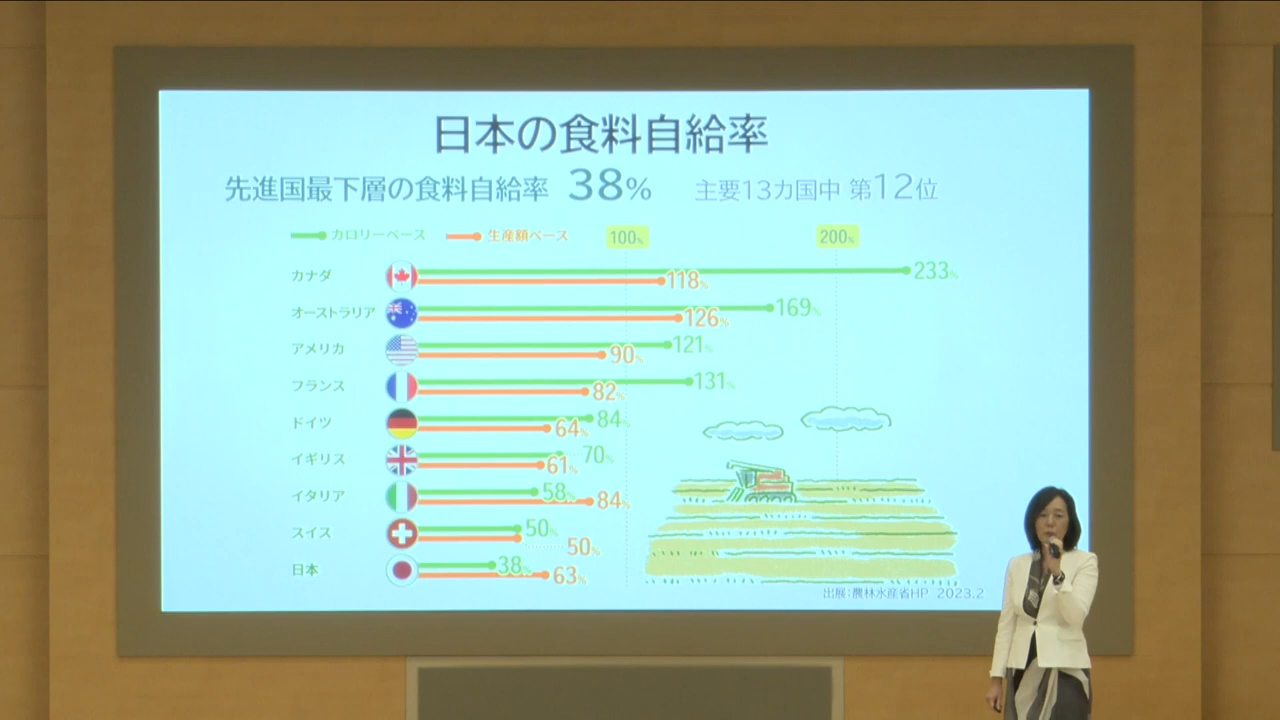 日本の食料自給率
先進国最下層の食料自給率 38% 主要13カ国中 第12位
カロリーベース 生産額ベース 100% 200%
カナダ 233% 118%
オーストラリア 169% 126%
アメリカ 121% 90%
フランス 131% 82%
ドイツ 84% 64%
イギリス 70% 61%
イタリア 58% 84%
スイス 50% 50%
日本 38% 63%
出展:農林水産省HP 2023.2